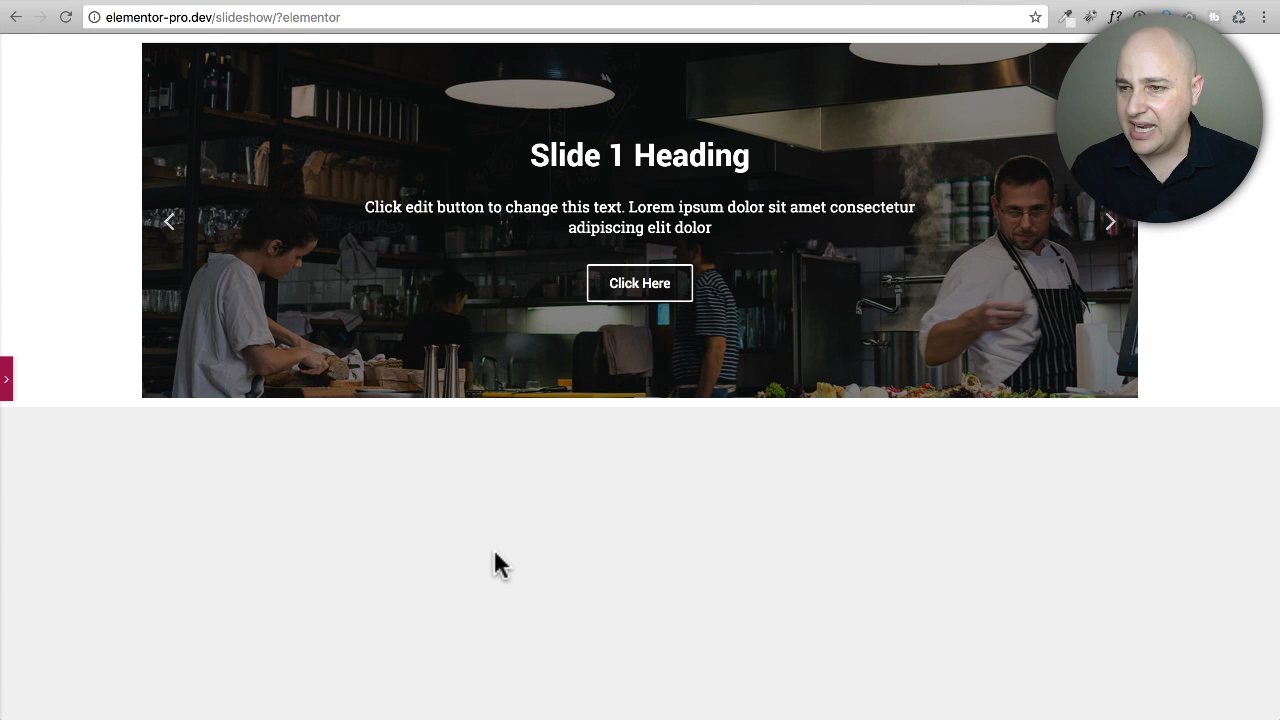 elementor-pro.dev/slideshow/?elementor
f?
Slide 1 Heading
Click edit button to change this text. Lorem ipsum dolor sit amet consectetur
adipiscing elit dolor
Click Here